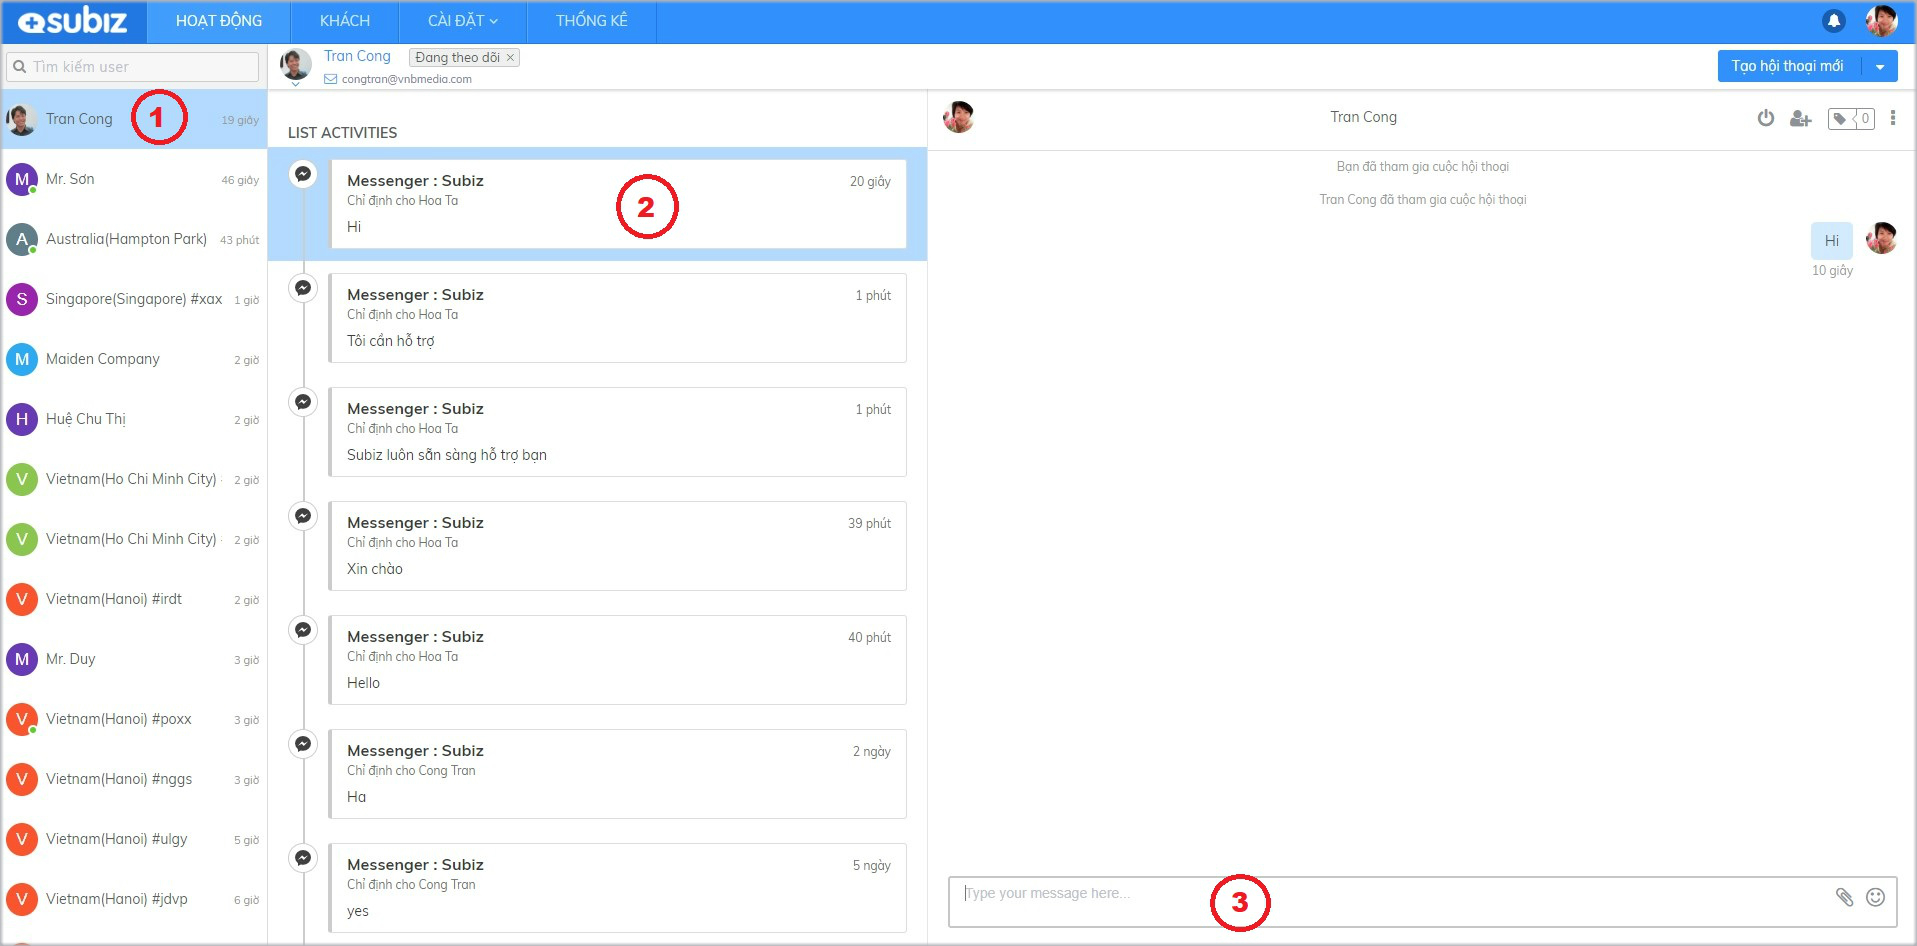 subiz
HOẠT ĐỘNG
KHÁCH
CÀI ĐẶT
THỐNG KÊ
Tìm kiếm user
Tran Cong
Đang theo dõi ×
congtran@vnbmedia.com
Tạo hội thoại mới
Tran Cong
1
19 giây
M
Mr. Sơn
46 giây
A
Australia(Hampton Park)
43 phút
S
Singapore(Singapore) #xax
1 giờ
M
Maiden Company
2 giờ
H
Huệ Chu Thị
2 giờ
V
Vietnam(Ho Chi Minh City)
2 giờ
V
Vietnam(Ho Chi Minh City)
2 giờ
V
Vietnam(Hanoi) #irdt
2 giờ
M
Mr. Duy
3 giờ
V
Vietnam(Hanoi) #poxx
3 giờ
V
Vietnam(Hanoi) #nggs
3 giờ
V
Vietnam(Hanoi) #ulgy
5 giờ
V
Vietnam(Hanoi) #jdvp
6 giờ
LIST ACTIVITIES
Messenger : Subiz
20 giây
Chỉ định cho Hoa Ta
2
Hi
Messenger : Subiz
1 phút
Chỉ định cho Hoa Ta
Tôi cần hỗ trợ
Messenger : Subiz
1 phút
Chỉ định cho Hoa Ta
Subiz luôn sẵn sàng hỗ trợ bạn
Messenger : Subiz
39 phút
Chỉ định cho Hoa Ta
Xin chào
Messenger : Subiz
40 phút
Chỉ định cho Hoa Ta
Hello
Messenger : Subiz
2 ngày
Chỉ định cho Cong Tran
Ha
Messenger : Subiz
5 ngày
Chỉ định cho Cong Tran
yes
Tran Cong
0
Bạn đã tham gia cuộc hội thoại
Tran Cong đã tham gia cuộc hội thoại
Hi
10 giây
Type your message here...
3